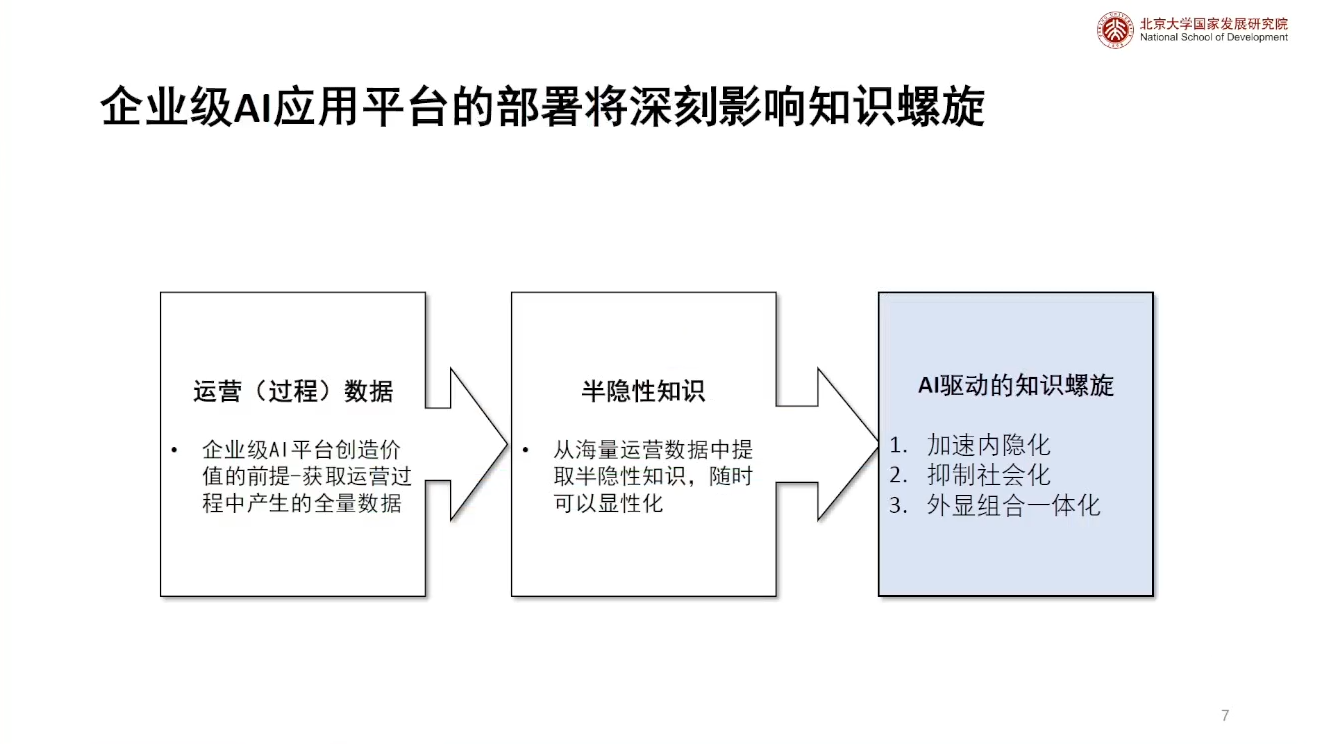 北京大学国家发展研究院
National School of Development
企业级AI应用平台的部署将深刻影响知识螺旋
运营（过程）数据
• 企业级AI平台创造价
值的前提-获取运营过
程中产生的全量数据
半隐性知识
• 从海量运营数据中提
取半隐性知识，随时
可以显性化
AI驱动的知识螺旋
1. 加速内隐化
2. 抑制社会化
3. 外显组合一体化
7